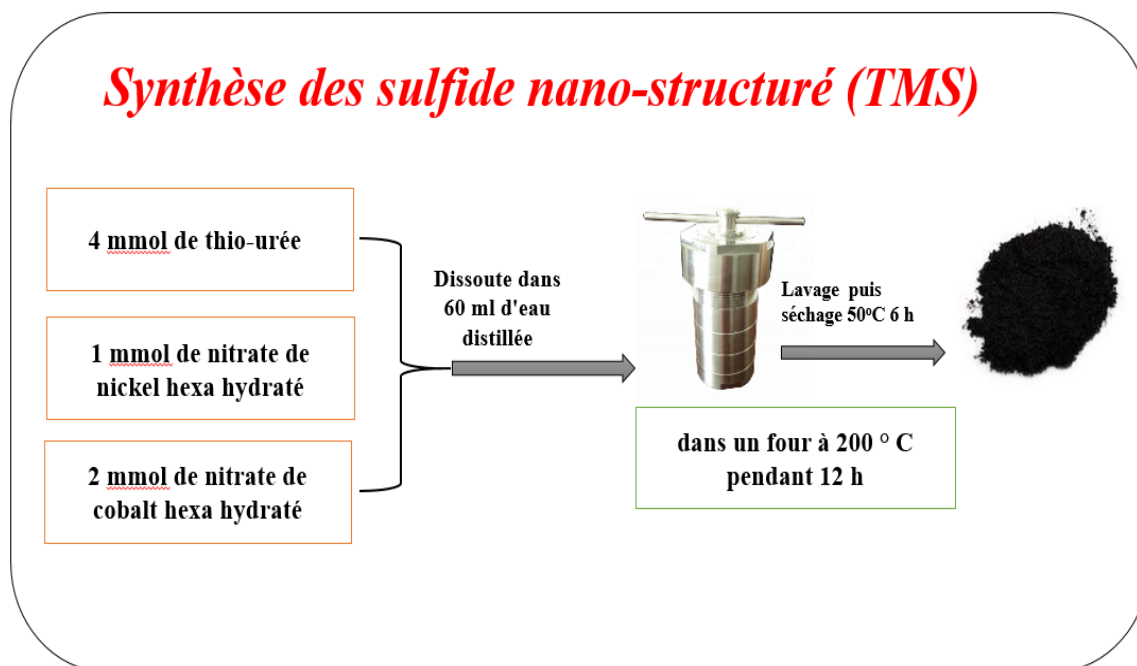 Synthèse des sulfide nano-structuré (TMS)
4 mmol de thio-urée
1 mmol de nitrate de
nickel hexa hydraté
2 mmol de nitrate de
cobalt hexa hydraté
Dissoute dans
60 ml d'eau
distillée
dans un four à 200 ° C
pendant 12 h
Lavage puis
séchage 50°C 6 h